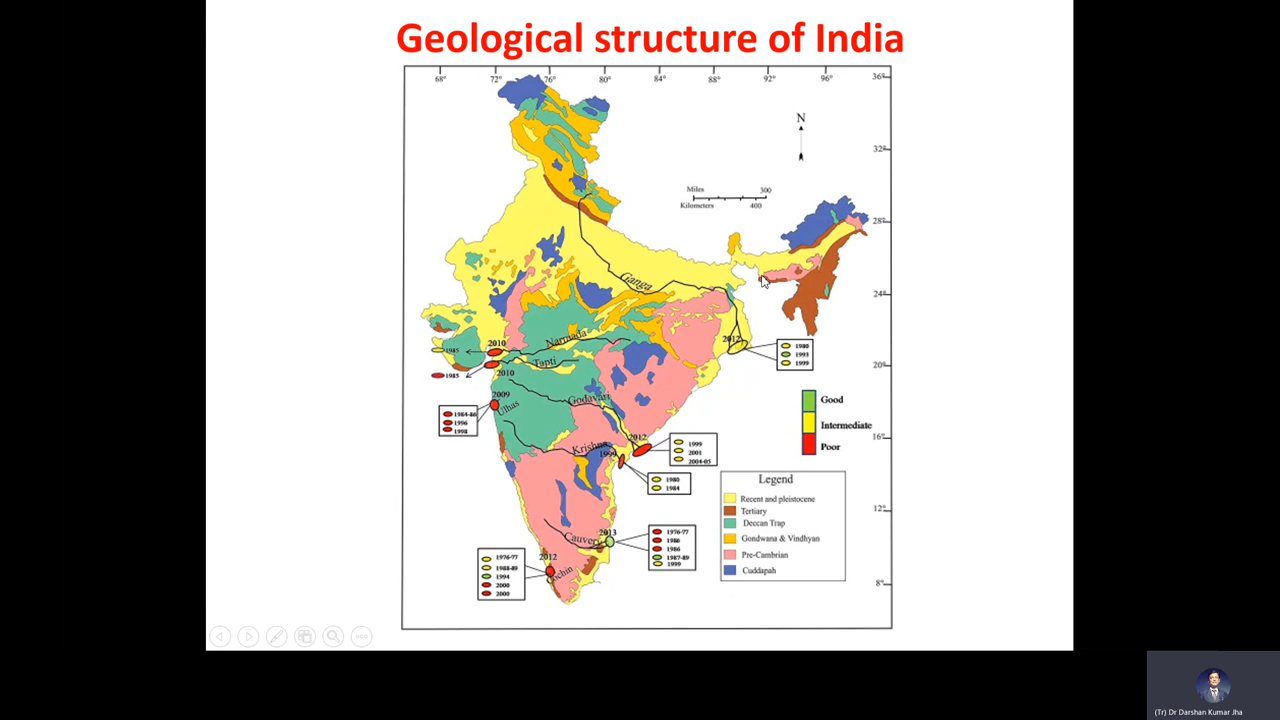 Geological structure of India
68° 72° 76° 80° 84° 88° 92° 96°
36°
32°
28°
24°
20°
16°
12°
8°
N
Miles 300
Kilometers 400
Ganga
Narmada
Tapti
Godavari
Ulhas
Krishna
Cauvery
Cochin
2010
1985
2010
1985
2009
1984-86
1996
1998
2012
1980
1993
1999
2012
1999
2001
2004-05
1999
1980
1984
2013
1976-77
1986
1986
1987-89
1999
2012
1976-77
1988-89
1994
2000
2000
Good
Intermediate
Poor
Legend
Recent and pleistocene
Tertiary
Deccan Trap
Gondwana & Vindhyan
Pre-Cambrian
Cuddapah
(Tr) Dr Darshan Kumar Jha